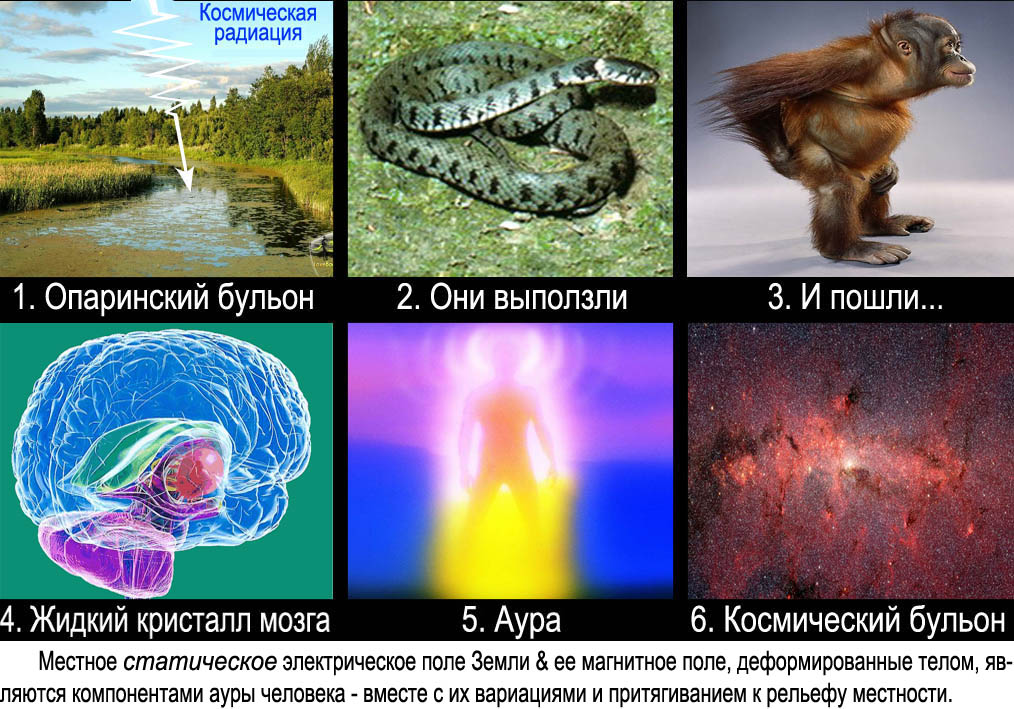 Космическая
радиация
1. Опаринский бульон
2. Они выползли
3. И пошли...
4. Жидкий кристалл мозга
5. Аура
6. Космический бульон
Местное статическое электрическое поле Земли & ее магнитное поле, деформированные телом, яв-
ляются компонентами ауры человека - вместе с их вариациями и притягиванием к рельефу местности.